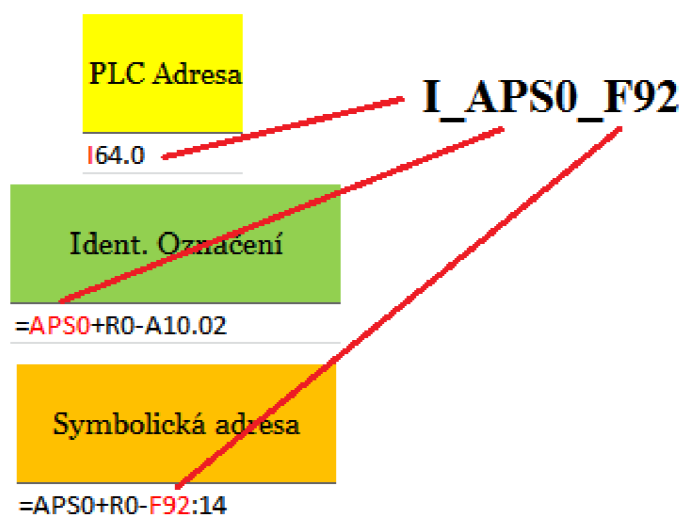 PLC Adresa
I_APS0_F92
I64.0
Ident. Označení
=APS0+R0-A10.02
Symbolická adresa
=APS0+R0-F92:14